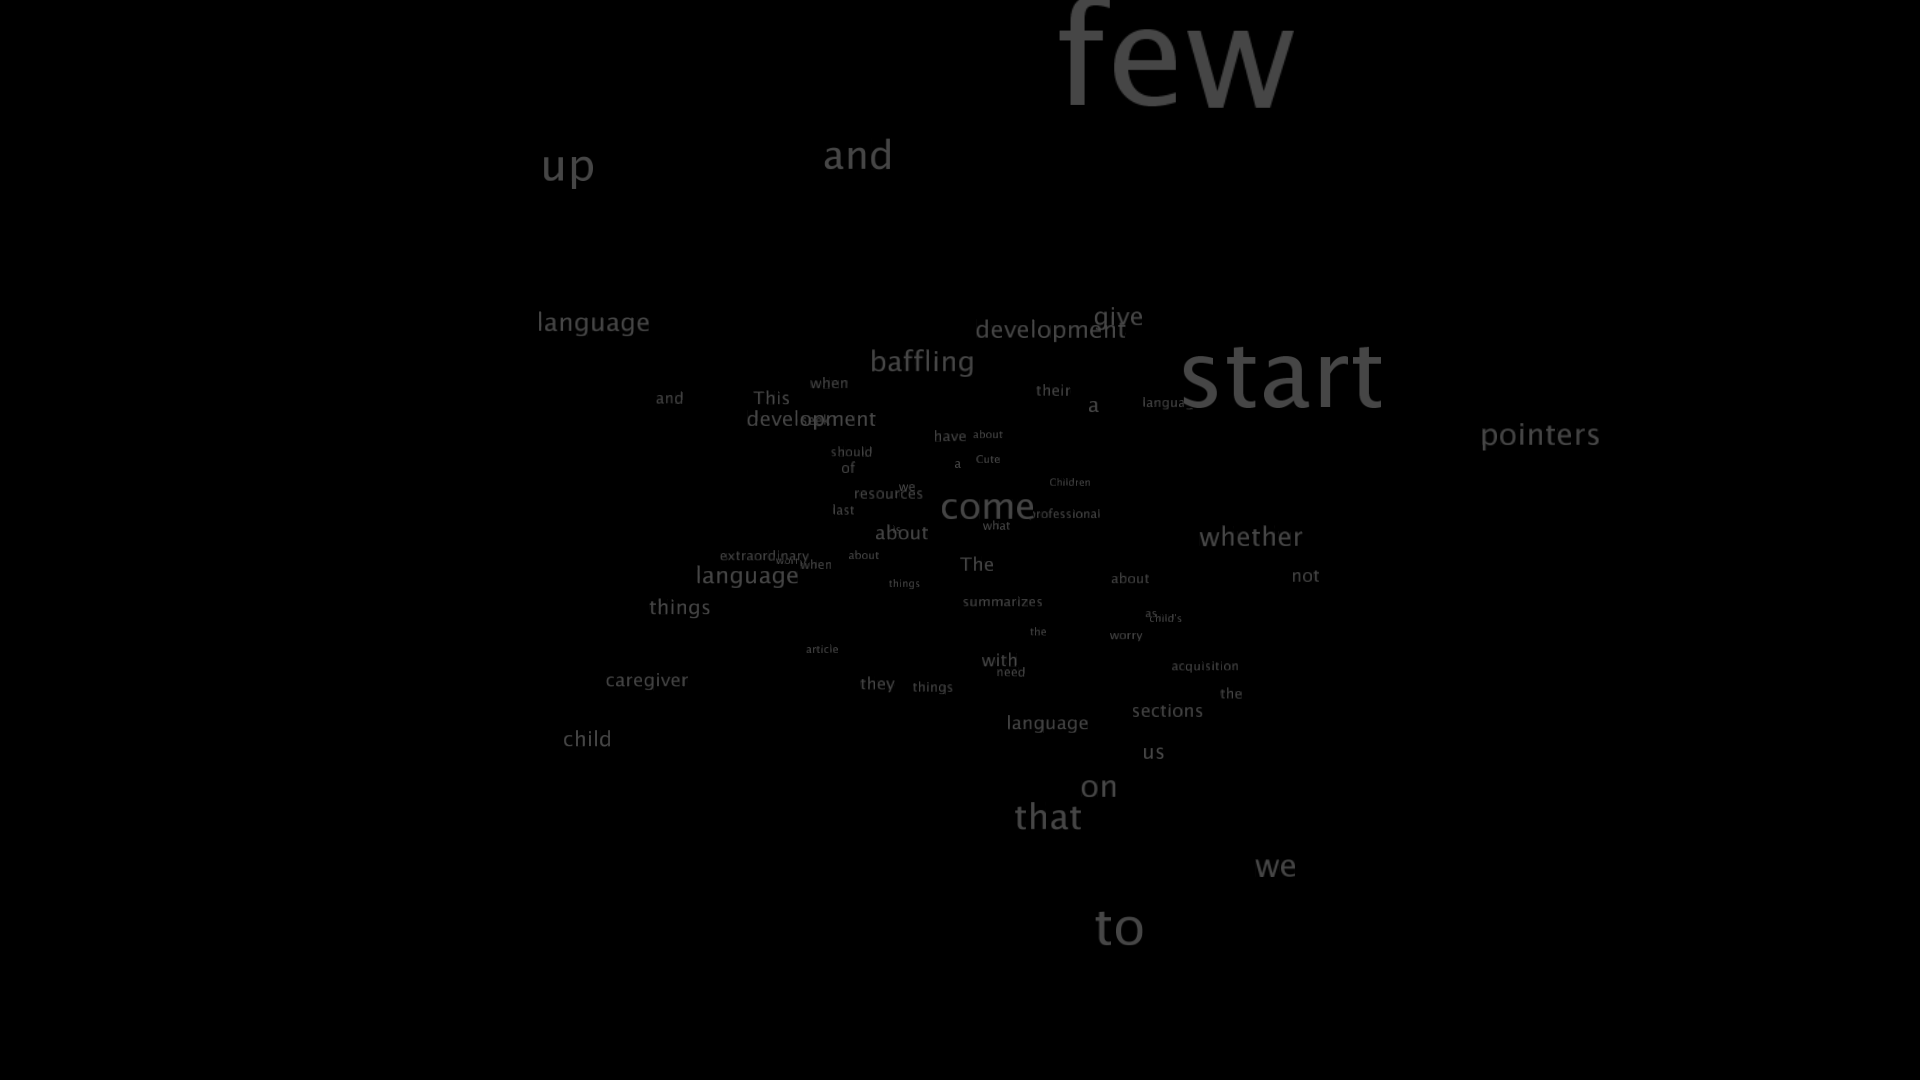 few
and
up
give
language
development
baffling
start
when
their
and
This
a
development
pointers
have
about
should
a
Cute
of
Children
we
resources
come
last
what
about
whether
extraordinary
about
when
The
language
not
about
things
summarizes
things
as
child's
the
worry
article
with
acquisition
need
caregiver
they
things
the
sections
language
child
us
on
that
we
to